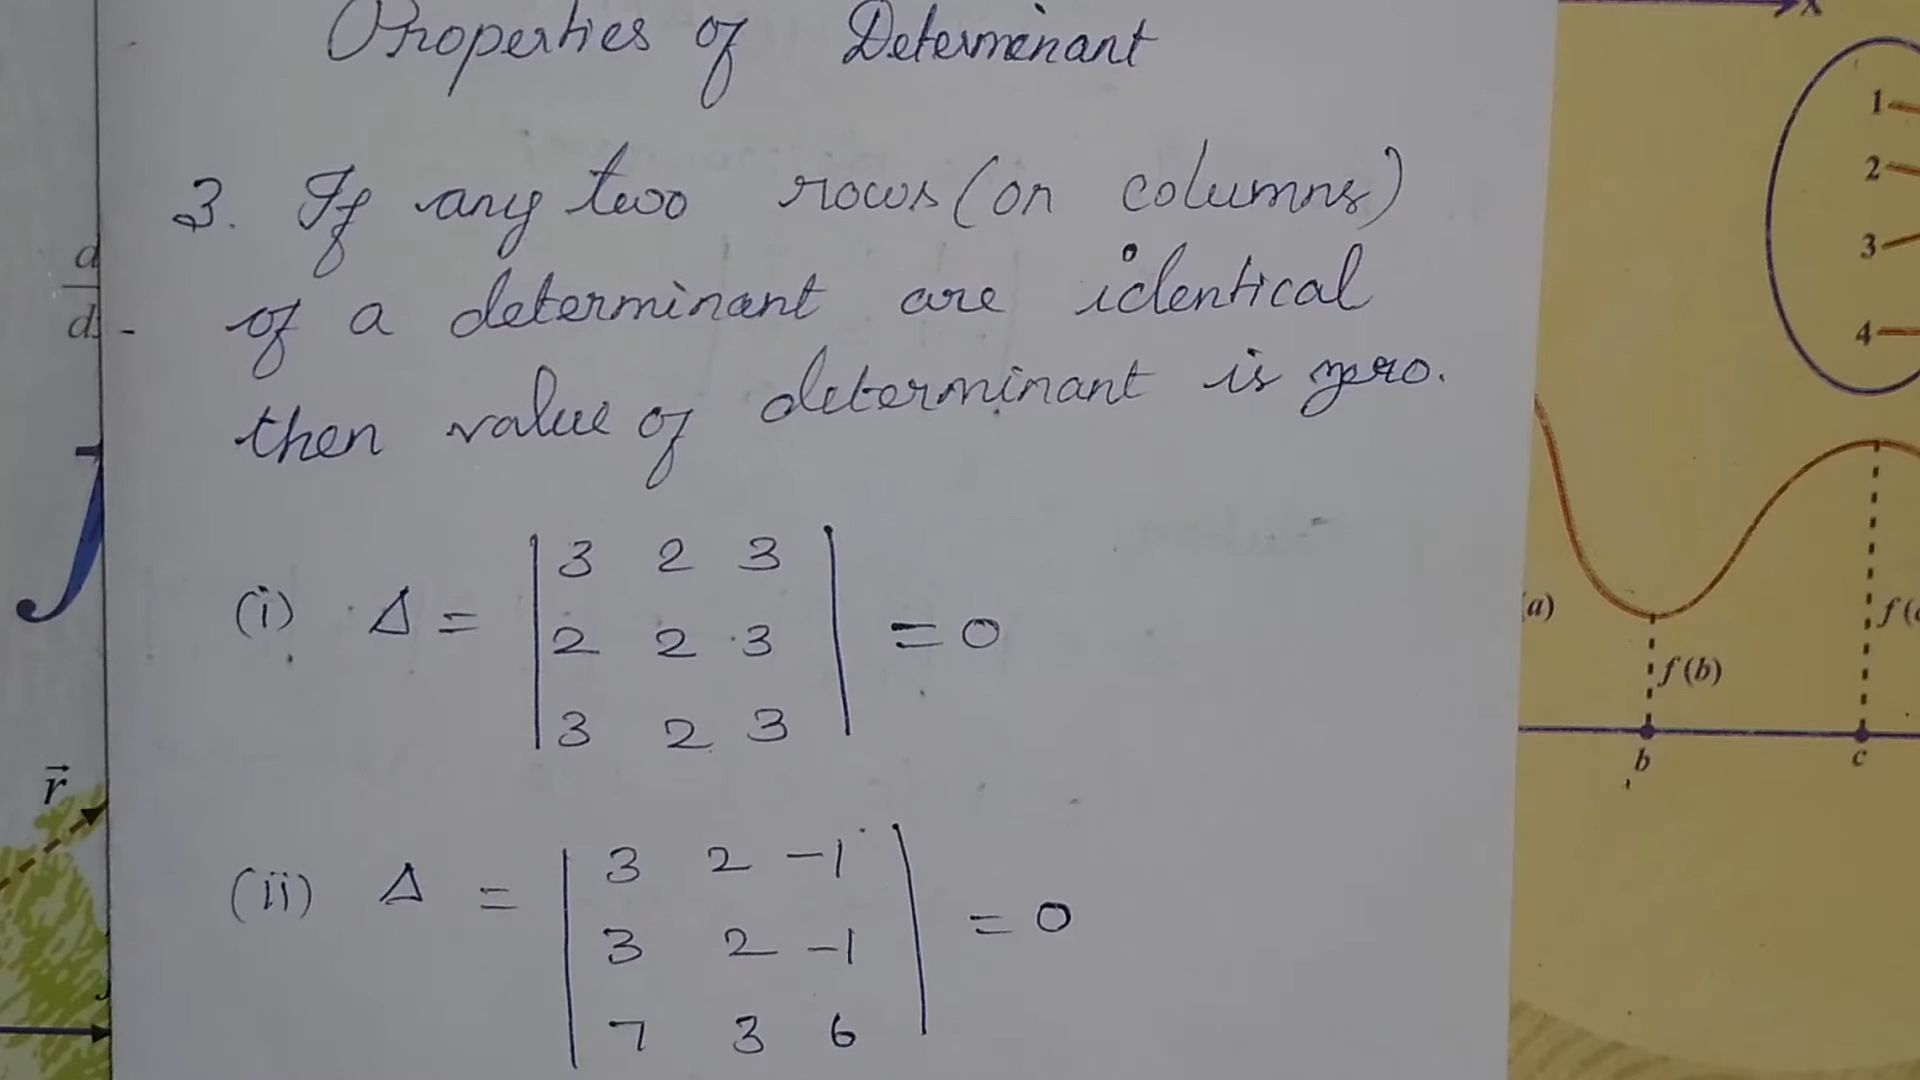 Properties of Determinant
3. If any two rows (or columns)
of a determinant are identical
then value of determinant is zero.
(i) Δ = | 3 2 3 |
| 2 2 3 | = 0
| 3 2 3 |
(ii) Δ = | 3 2 -1 |
| 3 2 -1 | = 0
| 7 3 6 |
d
r
x
1
2
3
4
(a)
f(b)
b
c